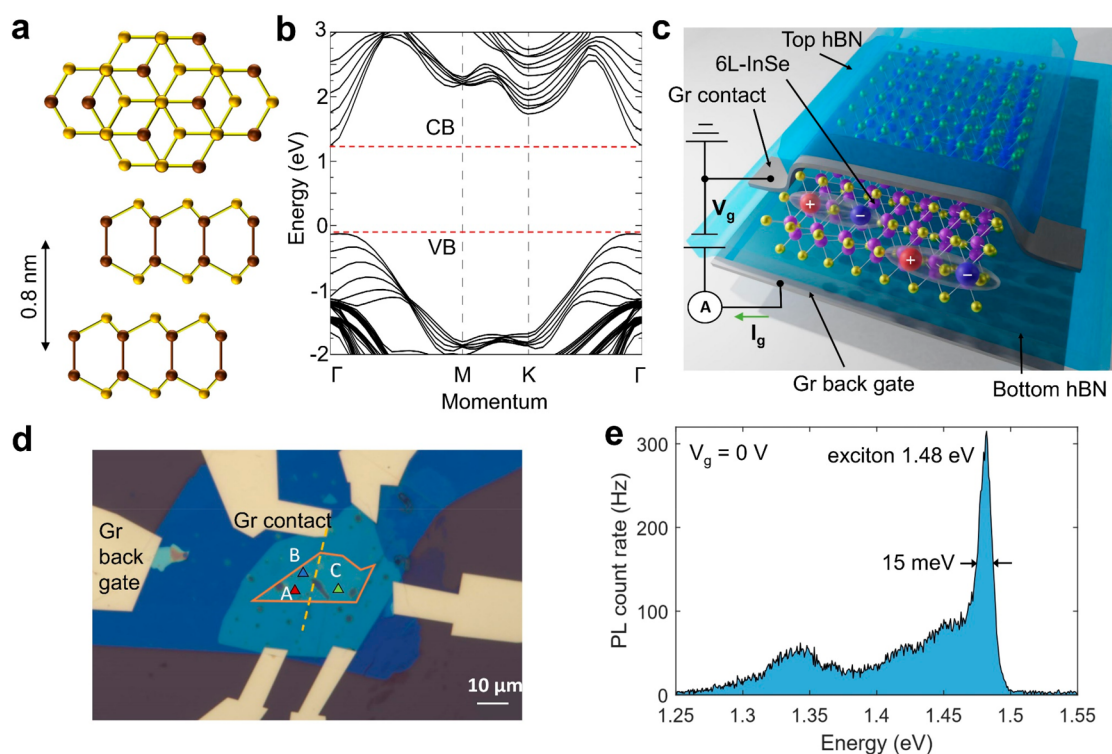 a
0.8 nm
b
Energy (eV)
3
2
1
0
-1
-2
CB
VB
Γ
M
K
Γ
Momentum
c
Top hBN
6L-InSe
Gr contact
V_g
+
−
+
−
A
I_g
Gr back gate
Bottom hBN
d
Gr contact
Gr
back
gate
B
C
A
10 μm
e
PL count rate (Hz)
300
200
100
0
V_g = 0 V
exciton 1.48 eV
15 meV
1.25
1.3
1.35
1.4
1.45
1.5
1.55
Energy (eV)